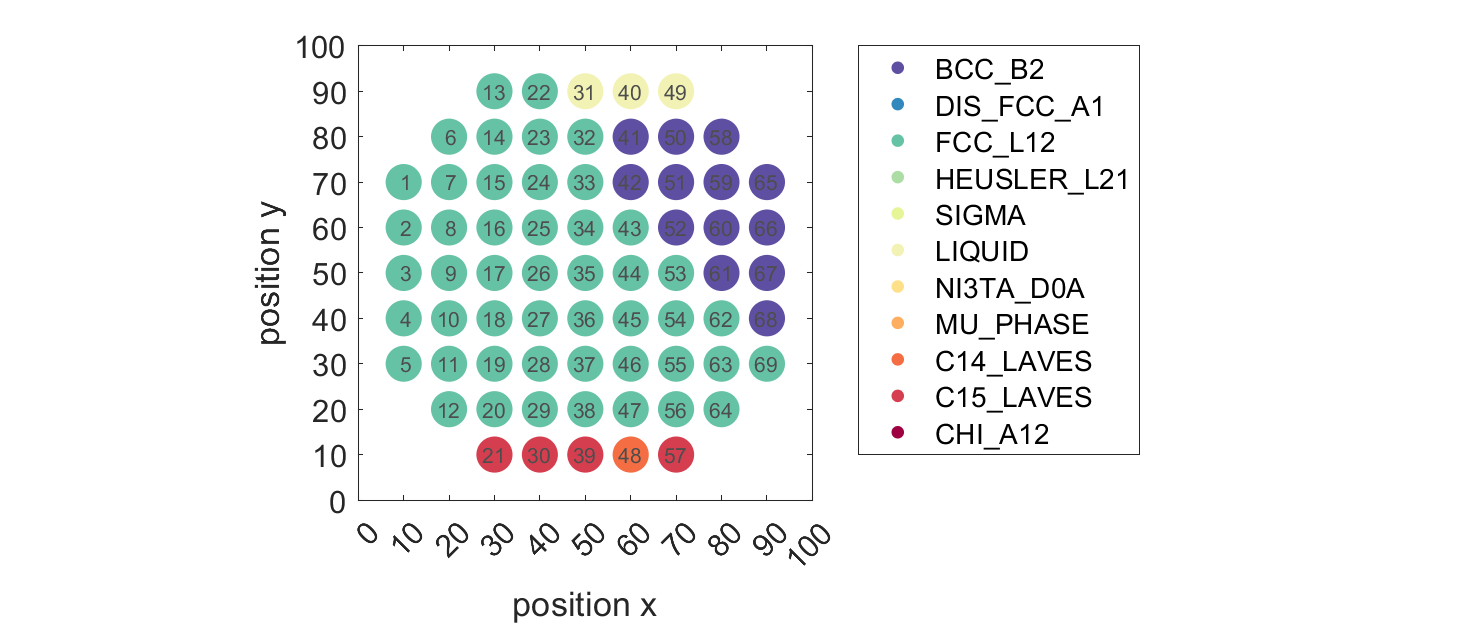 100
90
80
70
60
50
40
30
20
10
0
position y
13 22 31 40 49
6 14 23 32 41 50 58
1 7 15 24 33 42 51 59 65
2 8 16 25 34 43 52 60 66
3 9 17 26 35 44 53 61 67
4 10 18 27 36 45 54 62 68
5 11 19 28 37 46 55 63 69
12 20 29 38 47 56 64
21 30 39 48 57
0 10 20 30 40 50 60 70 80 90 100
position x
BCC_B2
DIS_FCC_A1
FCC_L12
HEUSLER_L21
SIGMA
LIQUID
NI3TA_D0A
MU_PHASE
C14_LAVES
C15_LAVES
CHI_A12